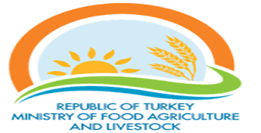 REPUBLIC OF TURKEY
MINISTRY OF FOOD AGRICULTURE
AND LIVESTOCK